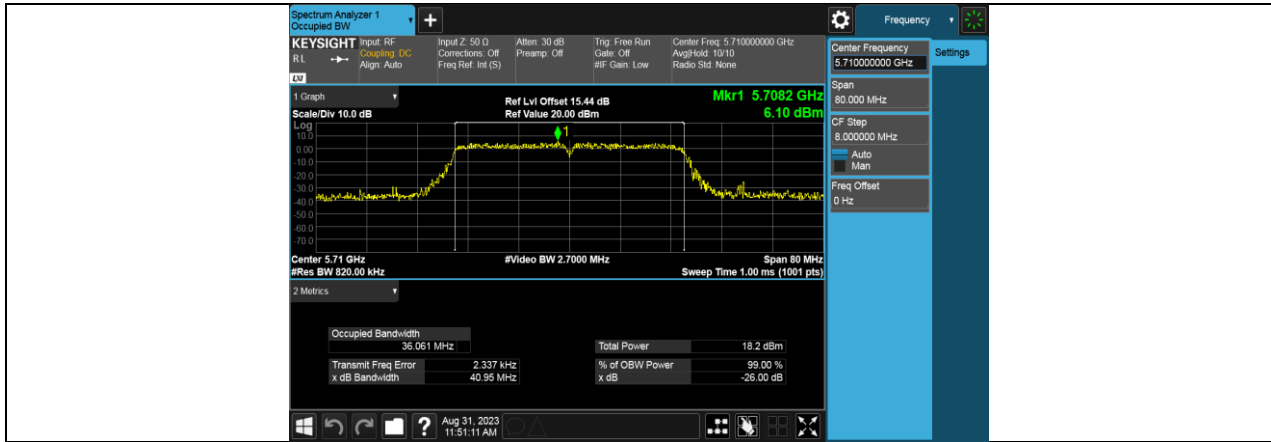 Spectrum Analyzer 1
Occupied BW
+
Frequency
KEYSIGHT
RL
LXI
Input: RF
Coupling: DC
Align: Auto
Input Z: 50 Ω
Corrections: Off
Freq Ref: Int (S)
Atten: 30 dB
Preamp: Off
Trig: Free Run
Gate: Off
#IF Gain: Low
Center Freq: 5.710000000 GHz
Avg|Hold: 10/10
Radio Std: None
Center Frequency
5.710000000 GHz
Settings
Span
80.000 MHz
CF Step
8.000000 MHz
Auto
Man
Freq Offset
0 Hz
1 Graph
Scale/Div 10.0 dB
Ref Lvl Offset 15.44 dB
Ref Value 20.00 dBm
Mkr1 5.7082 GHz
6.10 dBm
Log
10.0
0.00
-10.0
-20.0
-30.0
-40.0
-50.0
-60.0
-70.0
1
Center 5.71 GHz
#Res BW 820.00 kHz
#Video BW 2.7000 MHz
Span 80 MHz
Sweep Time 1.00 ms (1001 pts)
2 Metrics
Occupied Bandwidth
36.061 MHz
Transmit Freq Error 2.337 kHz
x dB Bandwidth 40.95 MHz
Total Power 18.2 dBm
% of OBW Power 99.00 %
x dB -26.00 dB
?
Aug 31, 2023
11:51:11 AM